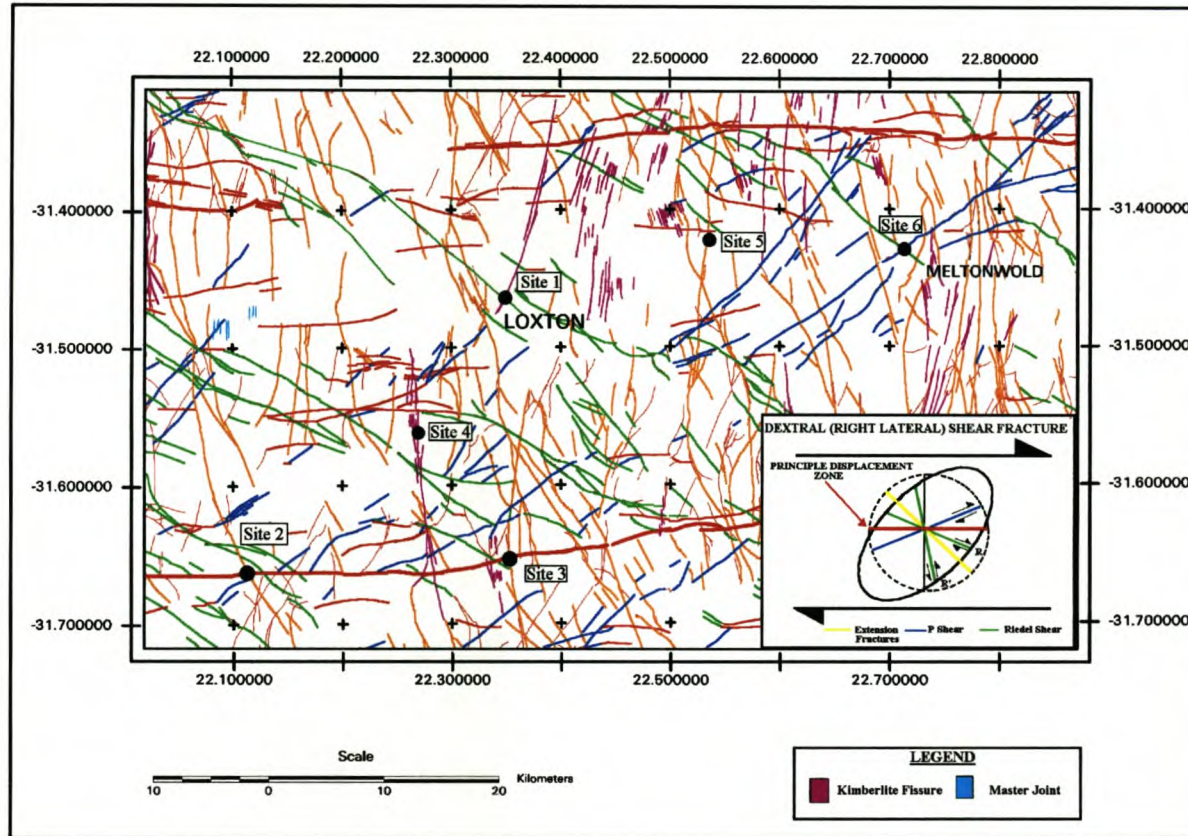 22.100000 22.200000 22.300000 22.400000 22.500000 22.600000 22.700000 22.800000
-31.400000 -31.400000
Site 6
Site 5
MELTONWOLD
Site 1
LOXTON
-31.500000 -31.500000
DEXTRAL (RIGHT LATERAL) SHEAR FRACTURE
Site 4
PRINCIPLE DISPLACEMENT
ZONE
-31.600000 -31.600000
Site 2
R
R'
Site 3
-31.700000 -31.700000
Extension
Fractures
P Shear
Riedel Shear
22.100000 22.300000 22.500000 22.700000
Scale
10 0 10 20
Kilometers
LEGEND
Kimberlite Fissure Master Joint